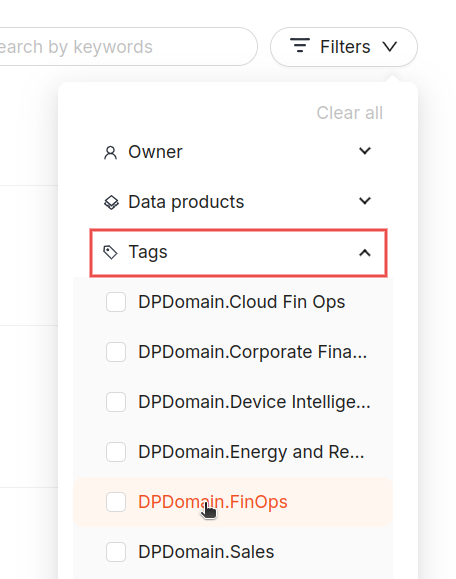 earch by keywords
Filters
Clear all
Owner
Data products
Tags
DPDomain.Cloud Fin Ops
DPDomain.Corporate Fina...
DPDomain.Device Intellige...
DPDomain.Energy and Re...
DPDomain.FinOps
DPDomain.Sales